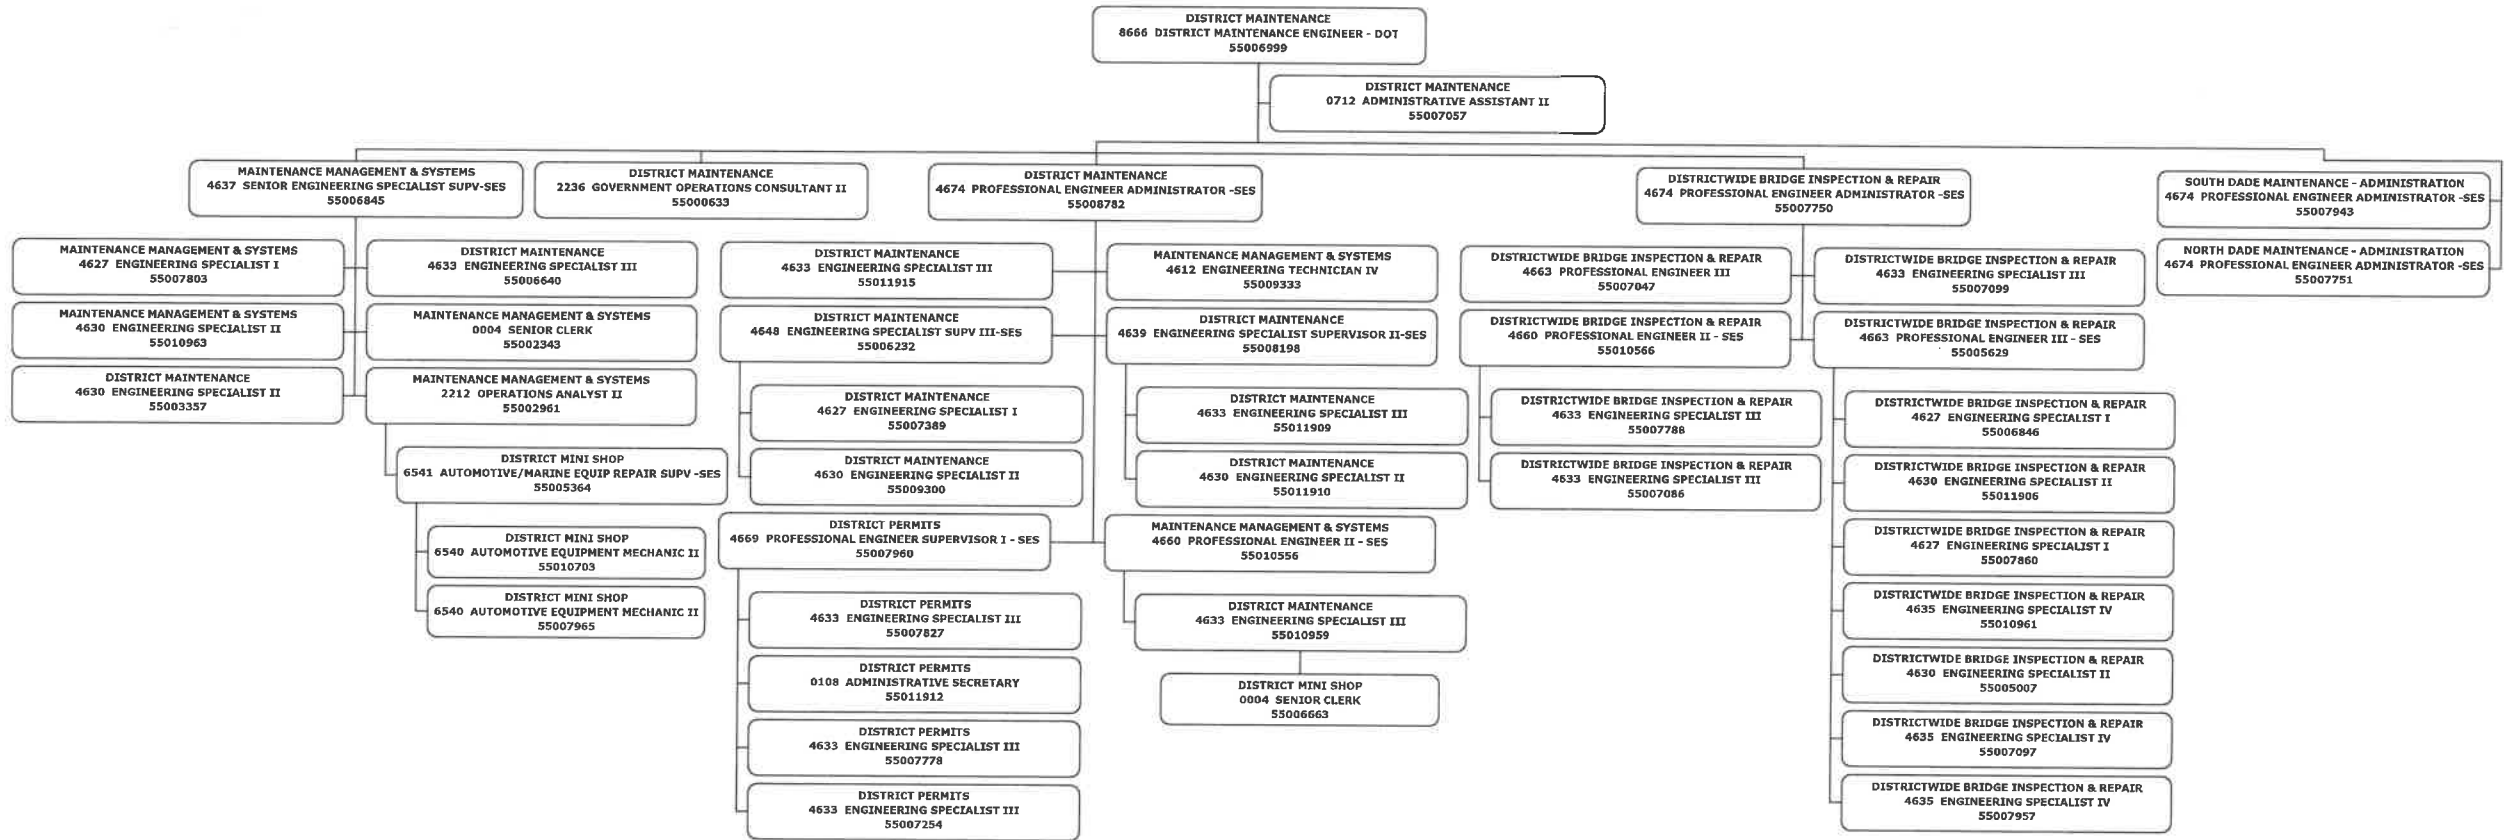 DISTRICT MAINTENANCE
8666 DISTRICT MAINTENANCE ENGINEER - DOT
55006999
DISTRICT MAINTENANCE
0712 ADMINISTRATIVE ASSISTANT II
55007057
MAINTENANCE MANAGEMENT & SYSTEMS
4637 SENIOR ENGINEERING SPECIALIST SUPV-SES
55006845
DISTRICT MAINTENANCE
2236 GOVERNMENT OPERATIONS CONSULTANT II
55000633
DISTRICT MAINTENANCE
4674 PROFESSIONAL ENGINEER ADMINISTRATOR -SES
55008782
DISTRICTWIDE BRIDGE INSPECTION & REPAIR
4674 PROFESSIONAL ENGINEER ADMINISTRATOR -SES
55007750
SOUTH DADE MAINTENANCE - ADMINISTRATION
4674 PROFESSIONAL ENGINEER ADMINISTRATOR -SES
55007943
NORTH DADE MAINTENANCE - ADMINISTRATION
4674 PROFESSIONAL ENGINEER ADMINISTRATOR -SES
55007751
MAINTENANCE MANAGEMENT & SYSTEMS
4627 ENGINEERING SPECIALIST I
55007803
DISTRICT MAINTENANCE
4633 ENGINEERING SPECIALIST III
55006640
MAINTENANCE MANAGEMENT & SYSTEMS
4630 ENGINEERING SPECIALIST II
55010963
MAINTENANCE MANAGEMENT & SYSTEMS
0004 SENIOR CLERK
55002343
DISTRICT MAINTENANCE
4630 ENGINEERING SPECIALIST II
55003357
MAINTENANCE MANAGEMENT & SYSTEMS
2212 OPERATIONS ANALYST II
55002961
DISTRICT MINI SHOP
6541 AUTOMOTIVE/MARINE EQUIP REPAIR SUPV -SES
55005364
DISTRICT MINI SHOP
6540 AUTOMOTIVE EQUIPMENT MECHANIC II
55010703
DISTRICT MINI SHOP
6540 AUTOMOTIVE EQUIPMENT MECHANIC II
55007965
DISTRICT MAINTENANCE
4633 ENGINEERING SPECIALIST III
55011915
MAINTENANCE MANAGEMENT & SYSTEMS
4612 ENGINEERING TECHNICIAN IV
55009333
DISTRICT MAINTENANCE
4648 ENGINEERING SPECIALIST SUPV III-SES
55006232
DISTRICT MAINTENANCE
4639 ENGINEERING SPECIALIST SUPERVISOR II-SES
55008198
DISTRICT MAINTENANCE
4627 ENGINEERING SPECIALIST I
55007389
DISTRICT MAINTENANCE
4630 ENGINEERING SPECIALIST II
55009300
DISTRICT MAINTENANCE
4633 ENGINEERING SPECIALIST III
55011909
DISTRICT MAINTENANCE
4630 ENGINEERING SPECIALIST II
55011910
DISTRICT PERMITS
4669 PROFESSIONAL ENGINEER SUPERVISOR I - SES
55007960
MAINTENANCE MANAGEMENT & SYSTEMS
4660 PROFESSIONAL ENGINEER II - SES
55010556
DISTRICT PERMITS
4633 ENGINEERING SPECIALIST III
55007827
DISTRICT PERMITS
0108 ADMINISTRATIVE SECRETARY
55011912
DISTRICT PERMITS
4633 ENGINEERING SPECIALIST III
55007778
DISTRICT PERMITS
4633 ENGINEERING SPECIALIST III
55007254
DISTRICT MAINTENANCE
4633 ENGINEERING SPECIALIST III
55010959
DISTRICT MINI SHOP
0004 SENIOR CLERK
55006663
DISTRICTWIDE BRIDGE INSPECTION & REPAIR
4663 PROFESSIONAL ENGINEER III
55007047
DISTRICTWIDE BRIDGE INSPECTION & REPAIR
4633 ENGINEERING SPECIALIST III
55007099
DISTRICTWIDE BRIDGE INSPECTION & REPAIR
4660 PROFESSIONAL ENGINEER II - SES
55010566
DISTRICTWIDE BRIDGE INSPECTION & REPAIR
4663 PROFESSIONAL ENGINEER III - SES
55005629
DISTRICTWIDE BRIDGE INSPECTION & REPAIR
4633 ENGINEERING SPECIALIST III
55007788
DISTRICTWIDE BRIDGE INSPECTION & REPAIR
4633 ENGINEERING SPECIALIST III
55007086
DISTRICTWIDE BRIDGE INSPECTION & REPAIR
4627 ENGINEERING SPECIALIST I
55006846
DISTRICTWIDE BRIDGE INSPECTION & REPAIR
4630 ENGINEERING SPECIALIST II
55011906
DISTRICTWIDE BRIDGE INSPECTION & REPAIR
4627 ENGINEERING SPECIALIST I
55007860
DISTRICTWIDE BRIDGE INSPECTION & REPAIR
4635 ENGINEERING SPECIALIST IV
55010961
DISTRICTWIDE BRIDGE INSPECTION & REPAIR
4630 ENGINEERING SPECIALIST II
55005007
DISTRICTWIDE BRIDGE INSPECTION & REPAIR
4635 ENGINEERING SPECIALIST IV
55007097
DISTRICTWIDE BRIDGE INSPECTION & REPAIR
4635 ENGINEERING SPECIALIST IV
55007957